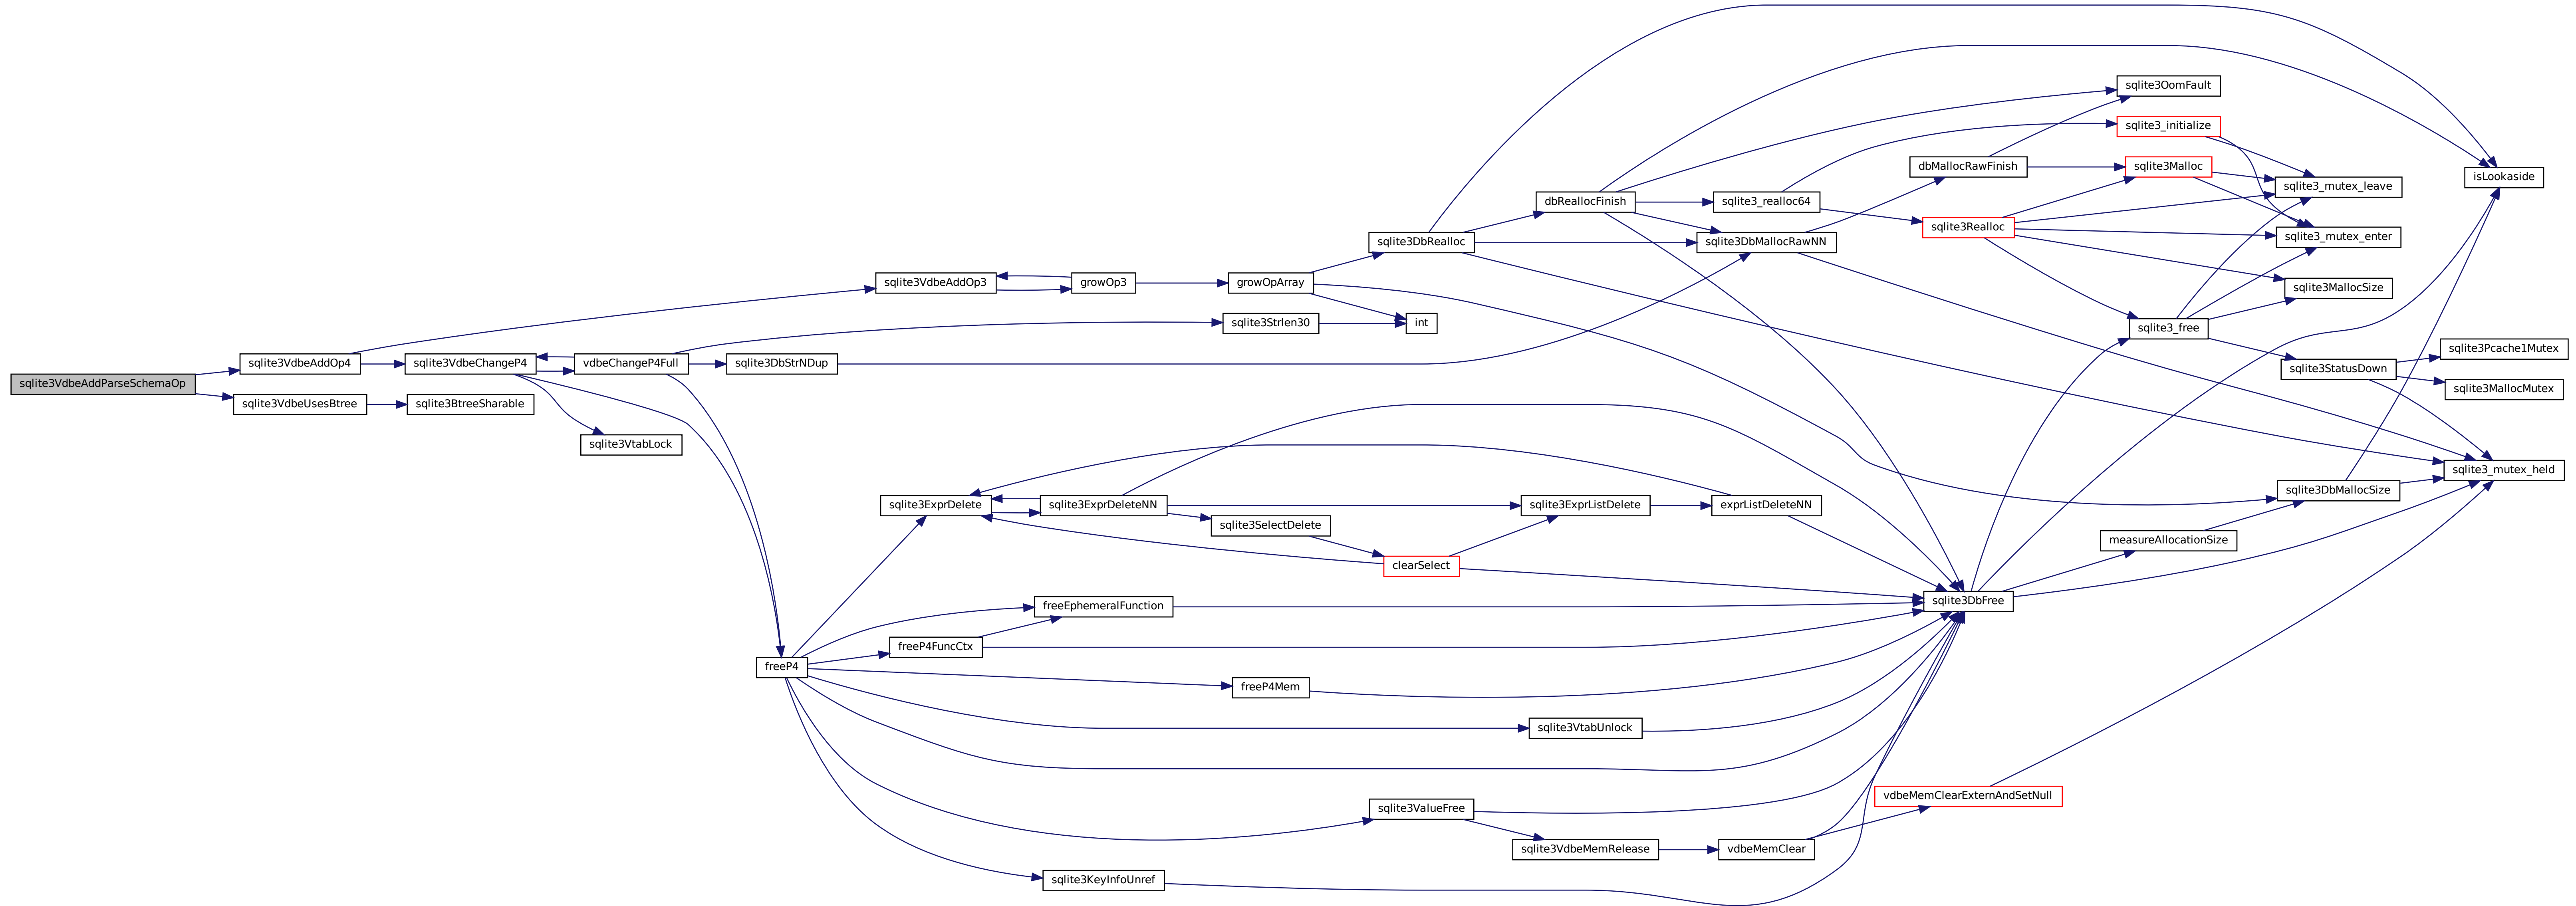 sqlite3VdbeAddParseSchemaOp
sqlite3VdbeAddOp4
sqlite3VdbeUsesBtree
sqlite3VdbeChangeP4
sqlite3BtreeSharable
vdbeChangeP4Full
sqlite3VtabLock
sqlite3DbStrNDup
freeP4
sqlite3VdbeAddOp3
growOp3
growOpArray
sqlite3Strlen30
int
sqlite3DbRealloc
dbReallocFinish
sqlite3DbMallocRawNN
sqlite3_realloc64
dbMallocRawFinish
sqlite3Realloc
sqlite3OomFault
sqlite3_initialize
sqlite3Malloc
sqlite3_mutex_leave
sqlite3_mutex_enter
sqlite3MallocSize
sqlite3_free
sqlite3StatusDown
isLookaside
sqlite3Pcache1Mutex
sqlite3MallocMutex
sqlite3_mutex_held
sqlite3DbMallocSize
measureAllocationSize
sqlite3DbFree
sqlite3ExprDelete
sqlite3ExprDeleteNN
sqlite3SelectDelete
clearSelect
sqlite3ExprListDelete
exprListDeleteNN
freeEphemeralFunction
freeP4FuncCtx
freeP4Mem
sqlite3VtabUnlock
sqlite3ValueFree
sqlite3VdbeMemRelease
vdbeMemClear
vdbeMemClearExternAndSetNull
sqlite3KeyInfoUnref